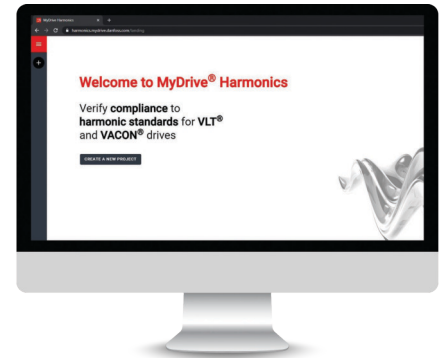 MyDrive Harmonics
harmonics.mydrive.danfoss.com/landing
Welcome to MyDrive® Harmonics
Verify compliance to
harmonic standards for VLT®
and VACON® drives
CREATE A NEW PROJECT